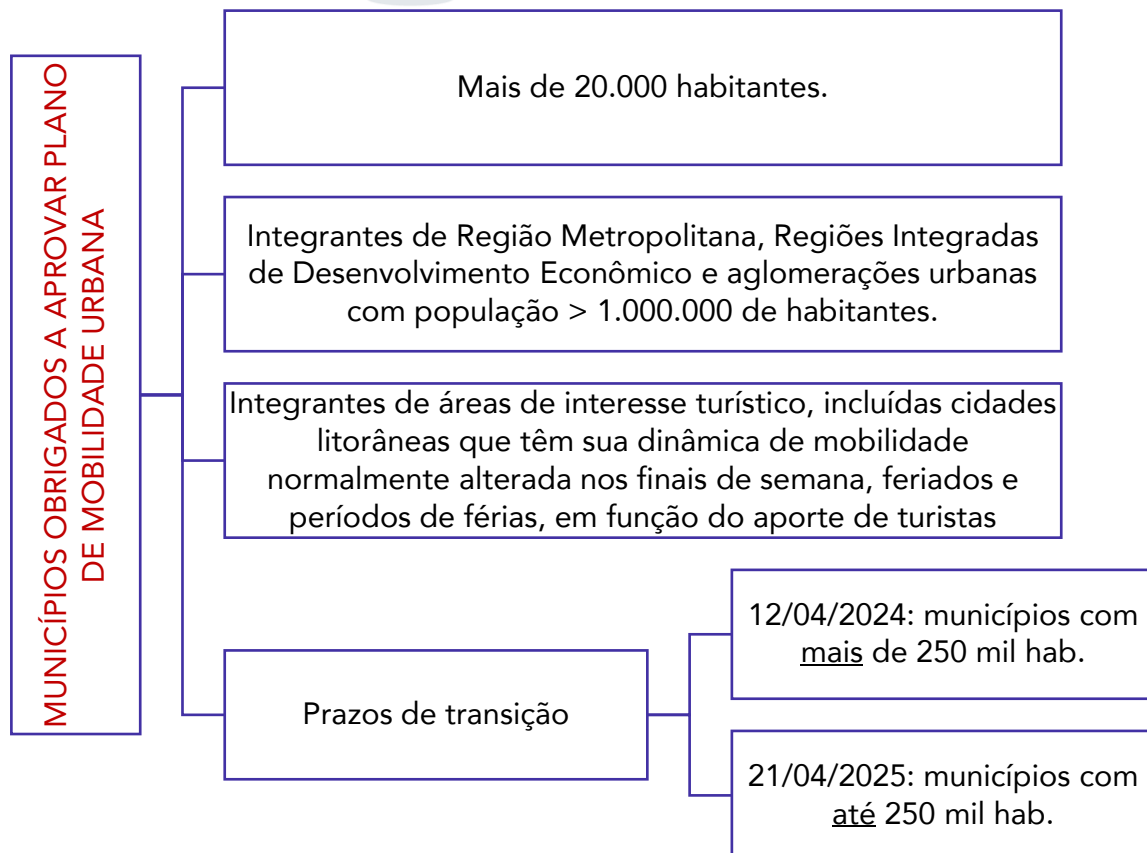 MUNICÍPIOS OBRIGADOS A APROVAR PLANO
DE MOBILIDADE URBANA
Mais de 20.000 habitantes.
Integrantes de Região Metropolitana, Regiões Integradas
de Desenvolvimento Econômico e aglomerações urbanas
com população > 1.000.000 de habitantes.
Integrantes de áreas de interesse turístico, incluídas cidades
litorâneas que têm sua dinâmica de mobilidade
normalmente alterada nos finais de semana, feriados e
períodos de férias, em função do aporte de turistas
Prazos de transição
12/04/2024: municípios com
mais de 250 mil hab.
21/04/2025: municípios com
até 250 mil hab.